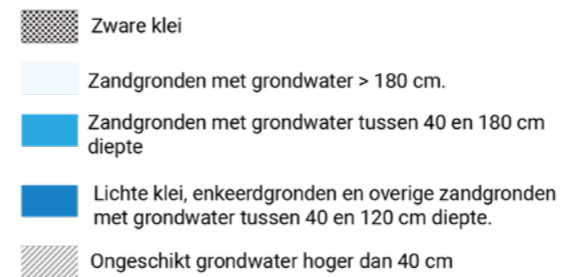 Zware klei
Zandgronden met grondwater > 180 cm.
Zandgronden met grondwater tussen 40 en 180 cm
diepte
Lichte klei, enkeerdgronden en overige zandgronden
met grondwater tussen 40 en 120 cm diepte.
Ongeschikt grondwater hoger dan 40 cm